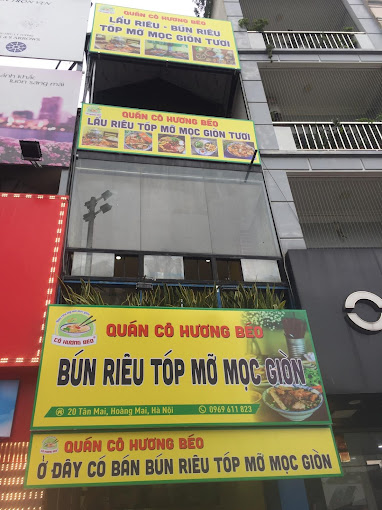 QUÁN CÔ HƯƠNG BÉO
LẨU RIÊU - BÚN RIÊU
TÓP MỠ MỌC GIÒN TƯƠI
QUÁN CÔ HƯƠNG BÉO
LẨU RIÊU TÓP MỠ MỌC GIÒN TƯƠI
QUÁN CÔ HƯƠNG BÉO
CÔ HƯƠNG BÉO
BÚN RIÊU TÓP MỠ MỌC GIÒN
20 Tân Mai, Hoàng Mai, Hà Nội
0969 611 823
QUÁN CÔ HƯƠNG BÉO
Ở ĐÂY CÓ BÁN BÚN RIÊU TÓP MỠ MỌC GIÒN